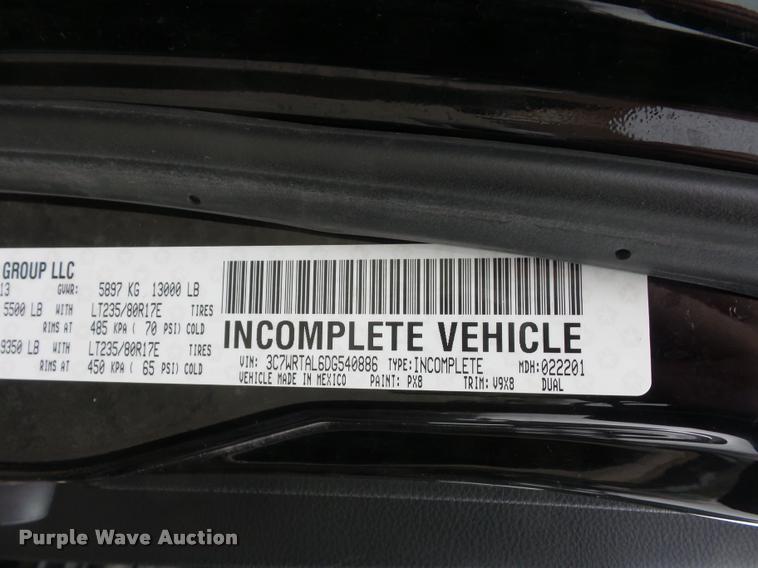 GROUP LLC
13 GVWR: 5897 KG 13000 LB
5500 LB WITH LT235/80R17E TIRES
RIMS AT 485 KPA ( 70 PSI) COLD
9350 LB WITH LT235/80R17E TIRES
RIMS AT 450 KPA ( 65 PSI) COLD
INCOMPLETE VEHICLE
VIN: 3C7WRTAL6DG540886 TYPE: INCOMPLETE MDH: 022201
VEHICLE MADE IN MEXICO PAINT: PX8 TRIM: V9X8 DUAL
Purple Wave Auction